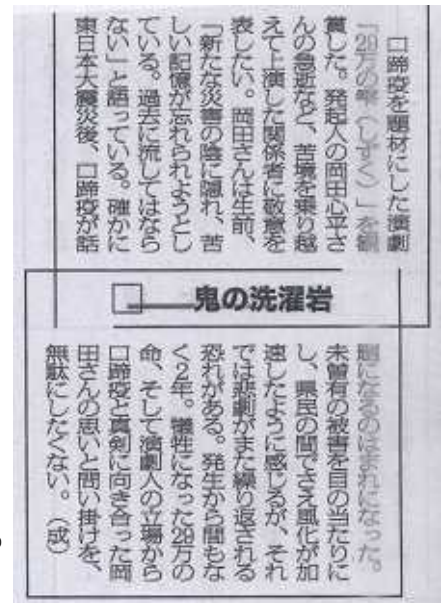 口蹄疫を題材にした演劇
「29万の雫（しずく）」を観
賞した。発起人の岡田心平さ
んの急逝など、苦境を乗り越
えて上演した関係者に敬意を
表したい。岡田さんは生前、
「新たな災害の陰に隠れ、苦
しい記憶が忘れられようとし
ている。過去に流してはなら
ない」と語っている。確かに
東日本大震災後、口蹄疫が話
鬼の洗濯岩
題になるのはまれになった。
未曽有の被害を目の当たりに
し、県民の間でさえ風化が加
速したように感じるが、それ
では悲劇がまた繰り返される
恐れがある。発生から間もな
く2年。犠牲になった29万の
命、そして演劇人の立場から
口蹄疫と真剣に向き合った岡
田さんの思いと問い掛けを、
無駄にしたくない。（成）